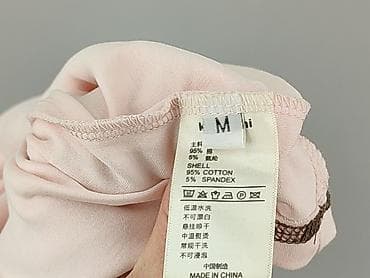 M
主料
95% 棉
5% 氨纶
SHELL
95% COTTON
5% SPANDEX
低温水洗
不可漂白
悬挂晾干
中温熨烫
常规干洗
不可浸泡
中国制造
MADE IN CHINA